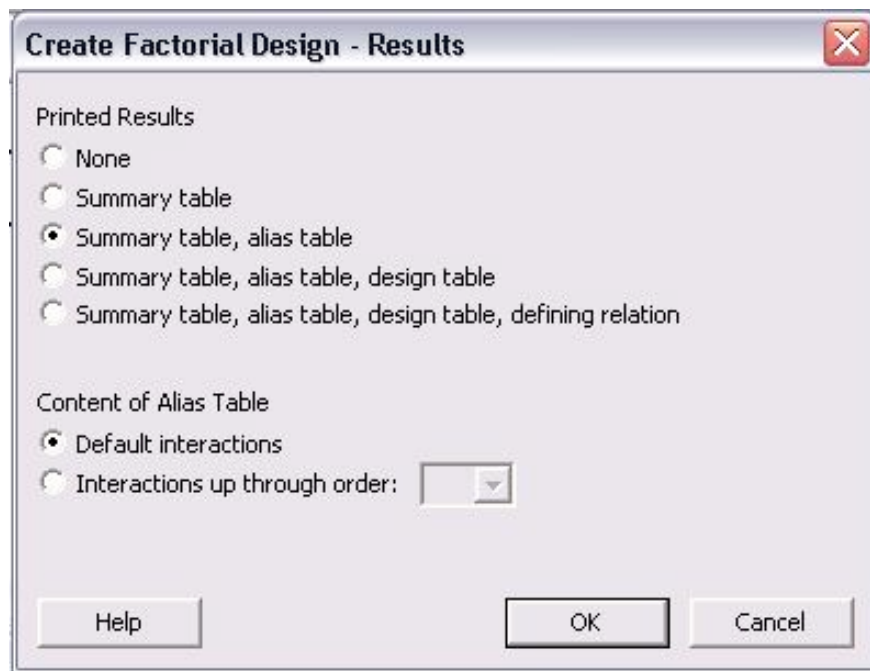 Create Factorial Design - Results
Printed Results
None
Summary table
Summary table, alias table
Summary table, alias table, design table
Summary table, alias table, design table, defining relation
Content of Alias Table
Default interactions
Interactions up through order:
Help OK Cancel